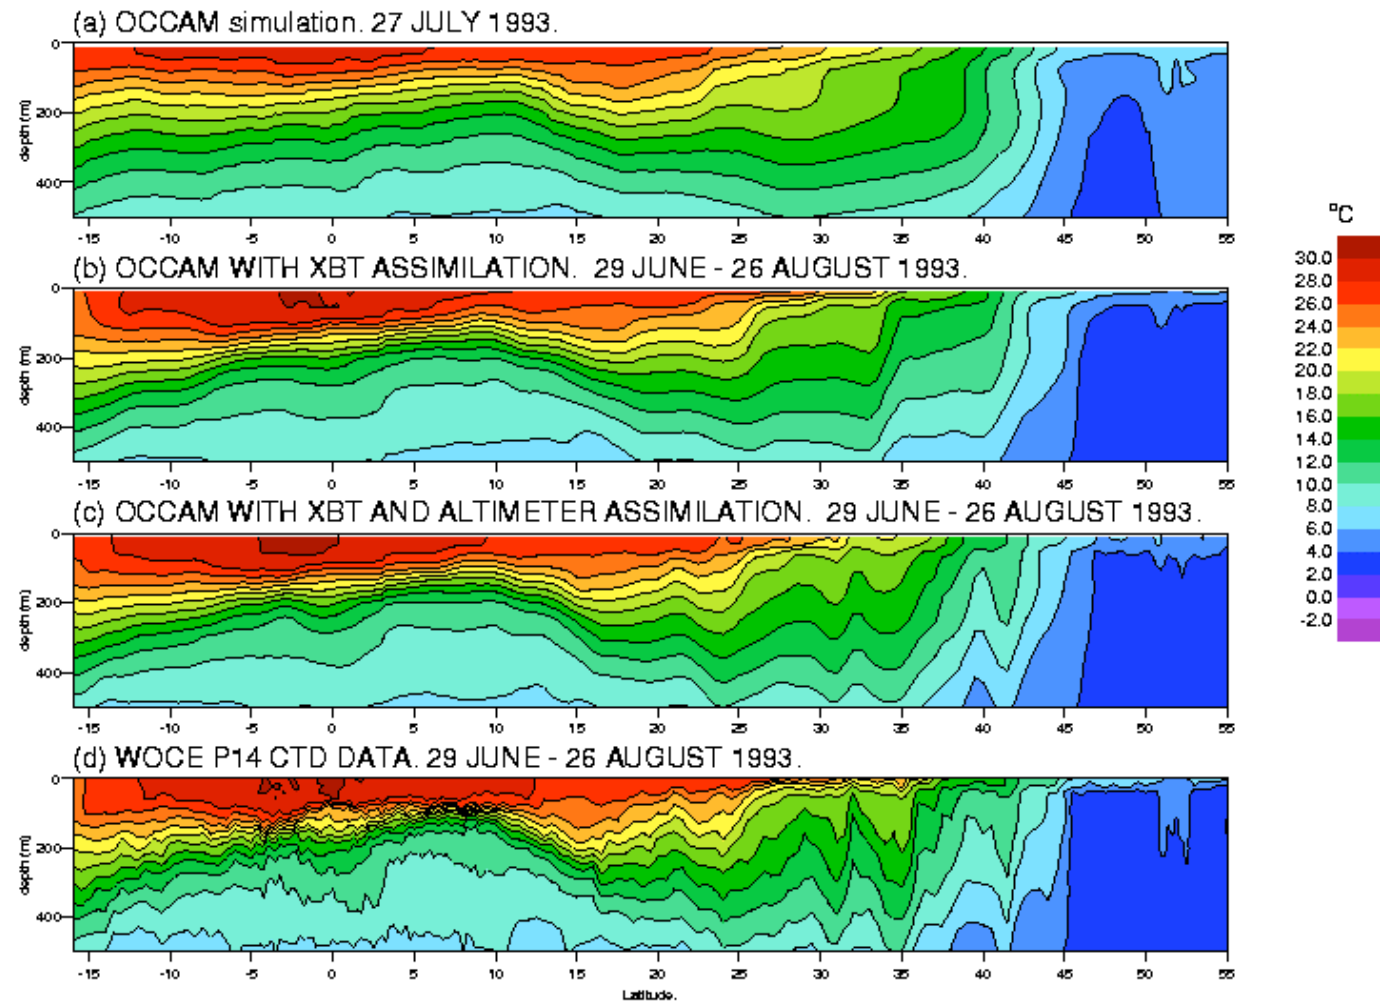 (a) OCCAM simulation. 27 JULY 1993.
0
200
400
depth (m)
-15 -10 -5 0 5 10 15 20 25 30 35 40 45 50 55
(b) OCCAM WITH XBT ASSIMILATION. 29 JUNE - 26 AUGUST 1993.
0
200
400
depth (m)
-15 -10 -5 0 5 10 15 20 25 30 35 40 45 50 55
(c) OCCAM WITH XBT AND ALTIMETER ASSIMILATION. 29 JUNE - 26 AUGUST 1993.
0
200
400
depth (m)
-15 -10 -5 0 5 10 15 20 25 30 35 40 45 50 55
(d) WOCE P14 CTD DATA. 29 JUNE - 26 AUGUST 1993.
0
200
400
depth (m)
-15 -10 -5 0 5 10 15 20 25 30 35 40 45 50 55
Latitude.
°C
30.0
28.0
26.0
24.0
22.0
20.0
18.0
16.0
14.0
12.0
10.0
8.0
6.0
4.0
2.0
0.0
-2.0